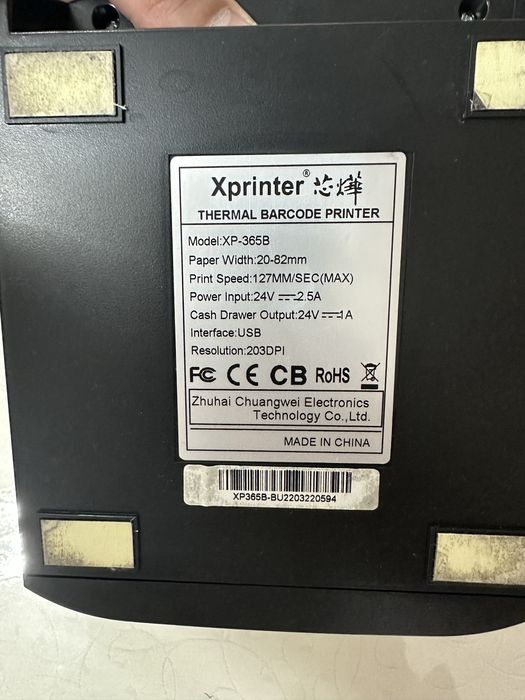 Xprinter® 芯烨
THERMAL BARCODE PRINTER
Model:XP-365B
Paper Width:20-82mm
Print Speed:127MM/SEC(MAX)
Power Input:24V⎓2.5A
Cash Drawer Output:24V⎓1A
Interface:USB
Resolution:203DPI
FC CE CB RoHS
Zhuhai Chuangwei Electronics
Technology Co.,Ltd.
MADE IN CHINA
XP365B-BU2203220594